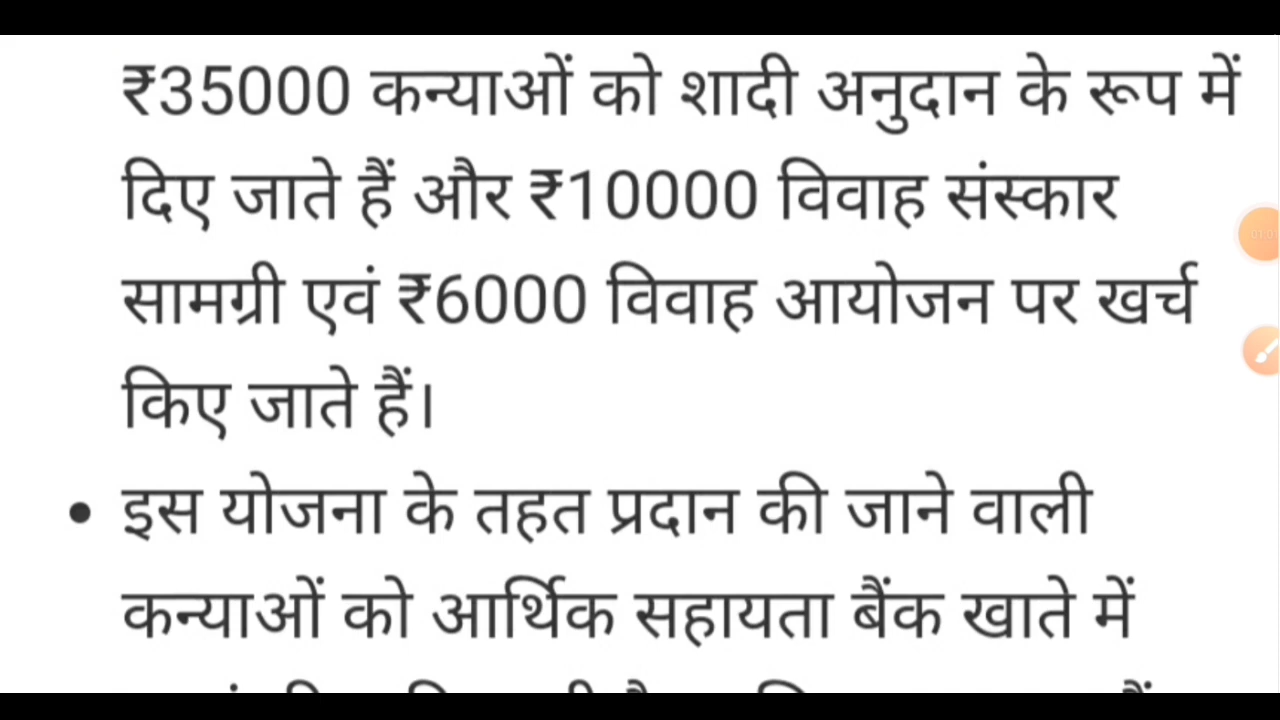 ₹35000 कन्याओं को शादी अनुदान के रूप में
दिए जाते हैं और ₹10000 विवाह संस्कार
सामग्री एवं ₹6000 विवाह आयोजन पर खर्च
किए जाते हैं।
• इस योजना के तहत प्रदान की जाने वाली
कन्याओं को आर्थिक सहायता बैंक खाते में